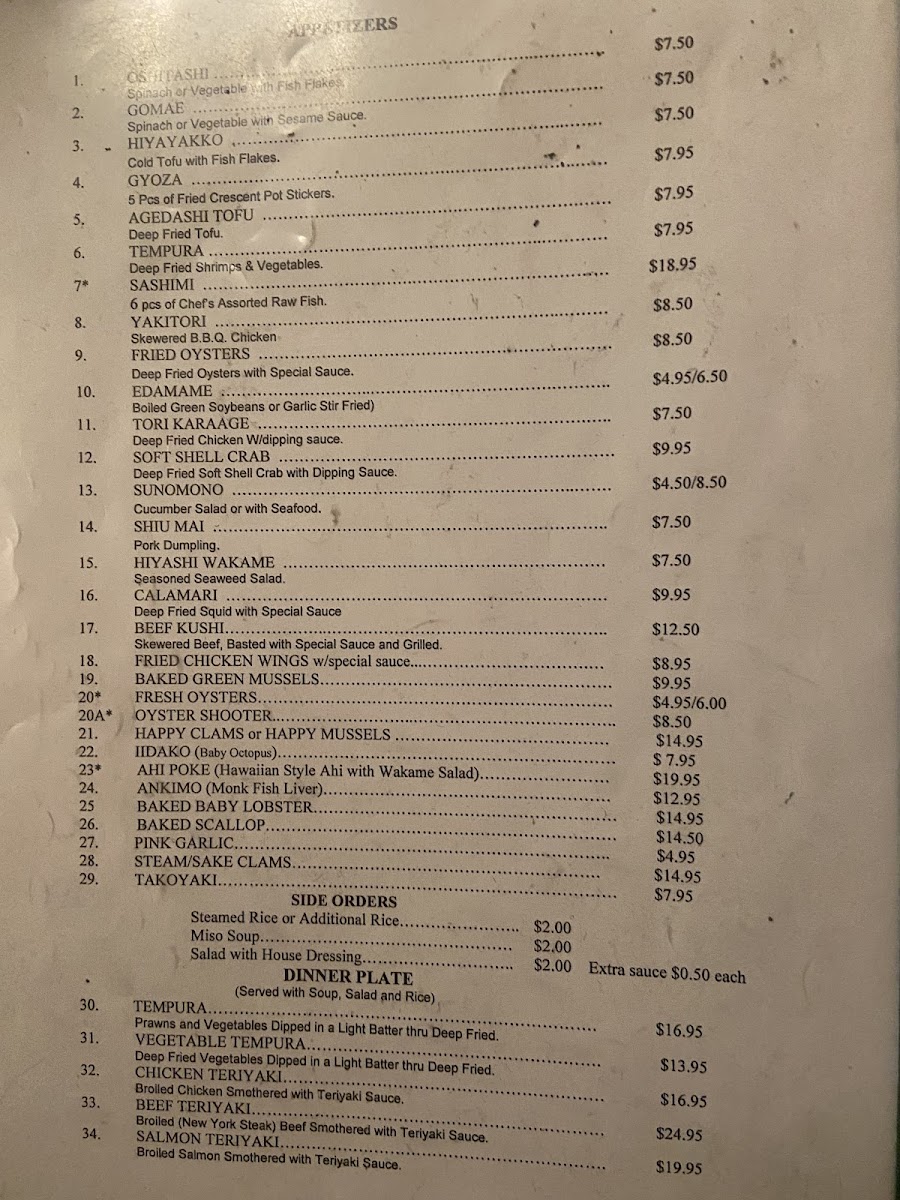 APPETIZERS
1. OSHITASHI ........ $7.50
Spinach or Vegetable with Fish Flakes.
2. GOMAE ........ $7.50
Spinach or Vegetable with Sesame Sauce.
3. HIYAYAKKO ........ $7.50
Cold Tofu with Fish Flakes.
4. GYOZA ........ $7.95
5 Pcs of Fried Crescent Pot Stickers.
5. AGEDASHI TOFU ........ $7.95
Deep Fried Tofu.
6. TEMPURA ........ $7.95
Deep Fried Shrimps & Vegetables.
7* SASHIMI ........ $18.95
6 pcs of Chef's Assorted Raw Fish.
8. YAKITORI ........ $8.50
Skewered B.B.Q. Chicken
9. FRIED OYSTERS ........ $8.50
Deep Fried Oysters with Special Sauce.
10. EDAMAME ........ $4.95/6.50
Boiled Green Soybeans or Garlic Stir Fried)
11. TORI KARAAGE ........ $7.50
Deep Fried Chicken W/dipping sauce.
12. SOFT SHELL CRAB ........ $9.95
Deep Fried Soft Shell Crab with Dipping Sauce.
13. SUNOMONO ........ $4.50/8.50
Cucumber Salad or with Seafood.
14. SHIU MAI ........ $7.50
Pork Dumpling.
15. HIYASHI WAKAME ........ $7.50
Seasoned Seaweed Salad.
16. CALAMARI ........ $9.95
Deep Fried Squid with Special Sauce
17. BEEF KUSHI........ $12.50
Skewered Beef, Basted with Special Sauce and Grilled.
18. FRIED CHICKEN WINGS w/special sauce........ $8.95
19. BAKED GREEN MUSSELS........ $9.95
20* FRESH OYSTERS........ $4.95/6.00
20A* OYSTER SHOOTER........ $8.50
21. HAPPY CLAMS or HAPPY MUSSELS ........ $14.95
22. IIDAKO (Baby Octopus)........ $ 7.95
23* AHI POKE (Hawaiian Style Ahi with Wakame Salad)........ $19.95
24. ANKIMO (Monk Fish Liver)........ $12.95
25 BAKED BABY LOBSTER........ $14.95
26. BAKED SCALLOP........ $14.50
27. PINK GARLIC........ $4.95
28. STEAM/SAKE CLAMS........ $14.95
29. TAKOYAKI........ $7.95
SIDE ORDERS
Steamed Rice or Additional Rice........ $2.00
Miso Soup........ $2.00
Salad with House Dressing........ $2.00 Extra sauce $0.50 each
DINNER PLATE
(Served with Soup, Salad and Rice)
30. TEMPURA........ $16.95
Prawns and Vegetables Dipped in a Light Batter thru Deep Fried.
31. VEGETABLE TEMPURA........ $13.95
Deep Fried Vegetables Dipped in a Light Batter thru Deep Fried.
32. CHICKEN TERIYAKI........ $16.95
Broiled Chicken Smothered with Teriyaki Sauce.
33. BEEF TERIYAKI........ $24.95
Broiled (New York Steak) Beef Smothered with Teriyaki Sauce.
34. SALMON TERIYAKI........ $19.95
Broiled Salmon Smothered with Teriyaki Sauce.